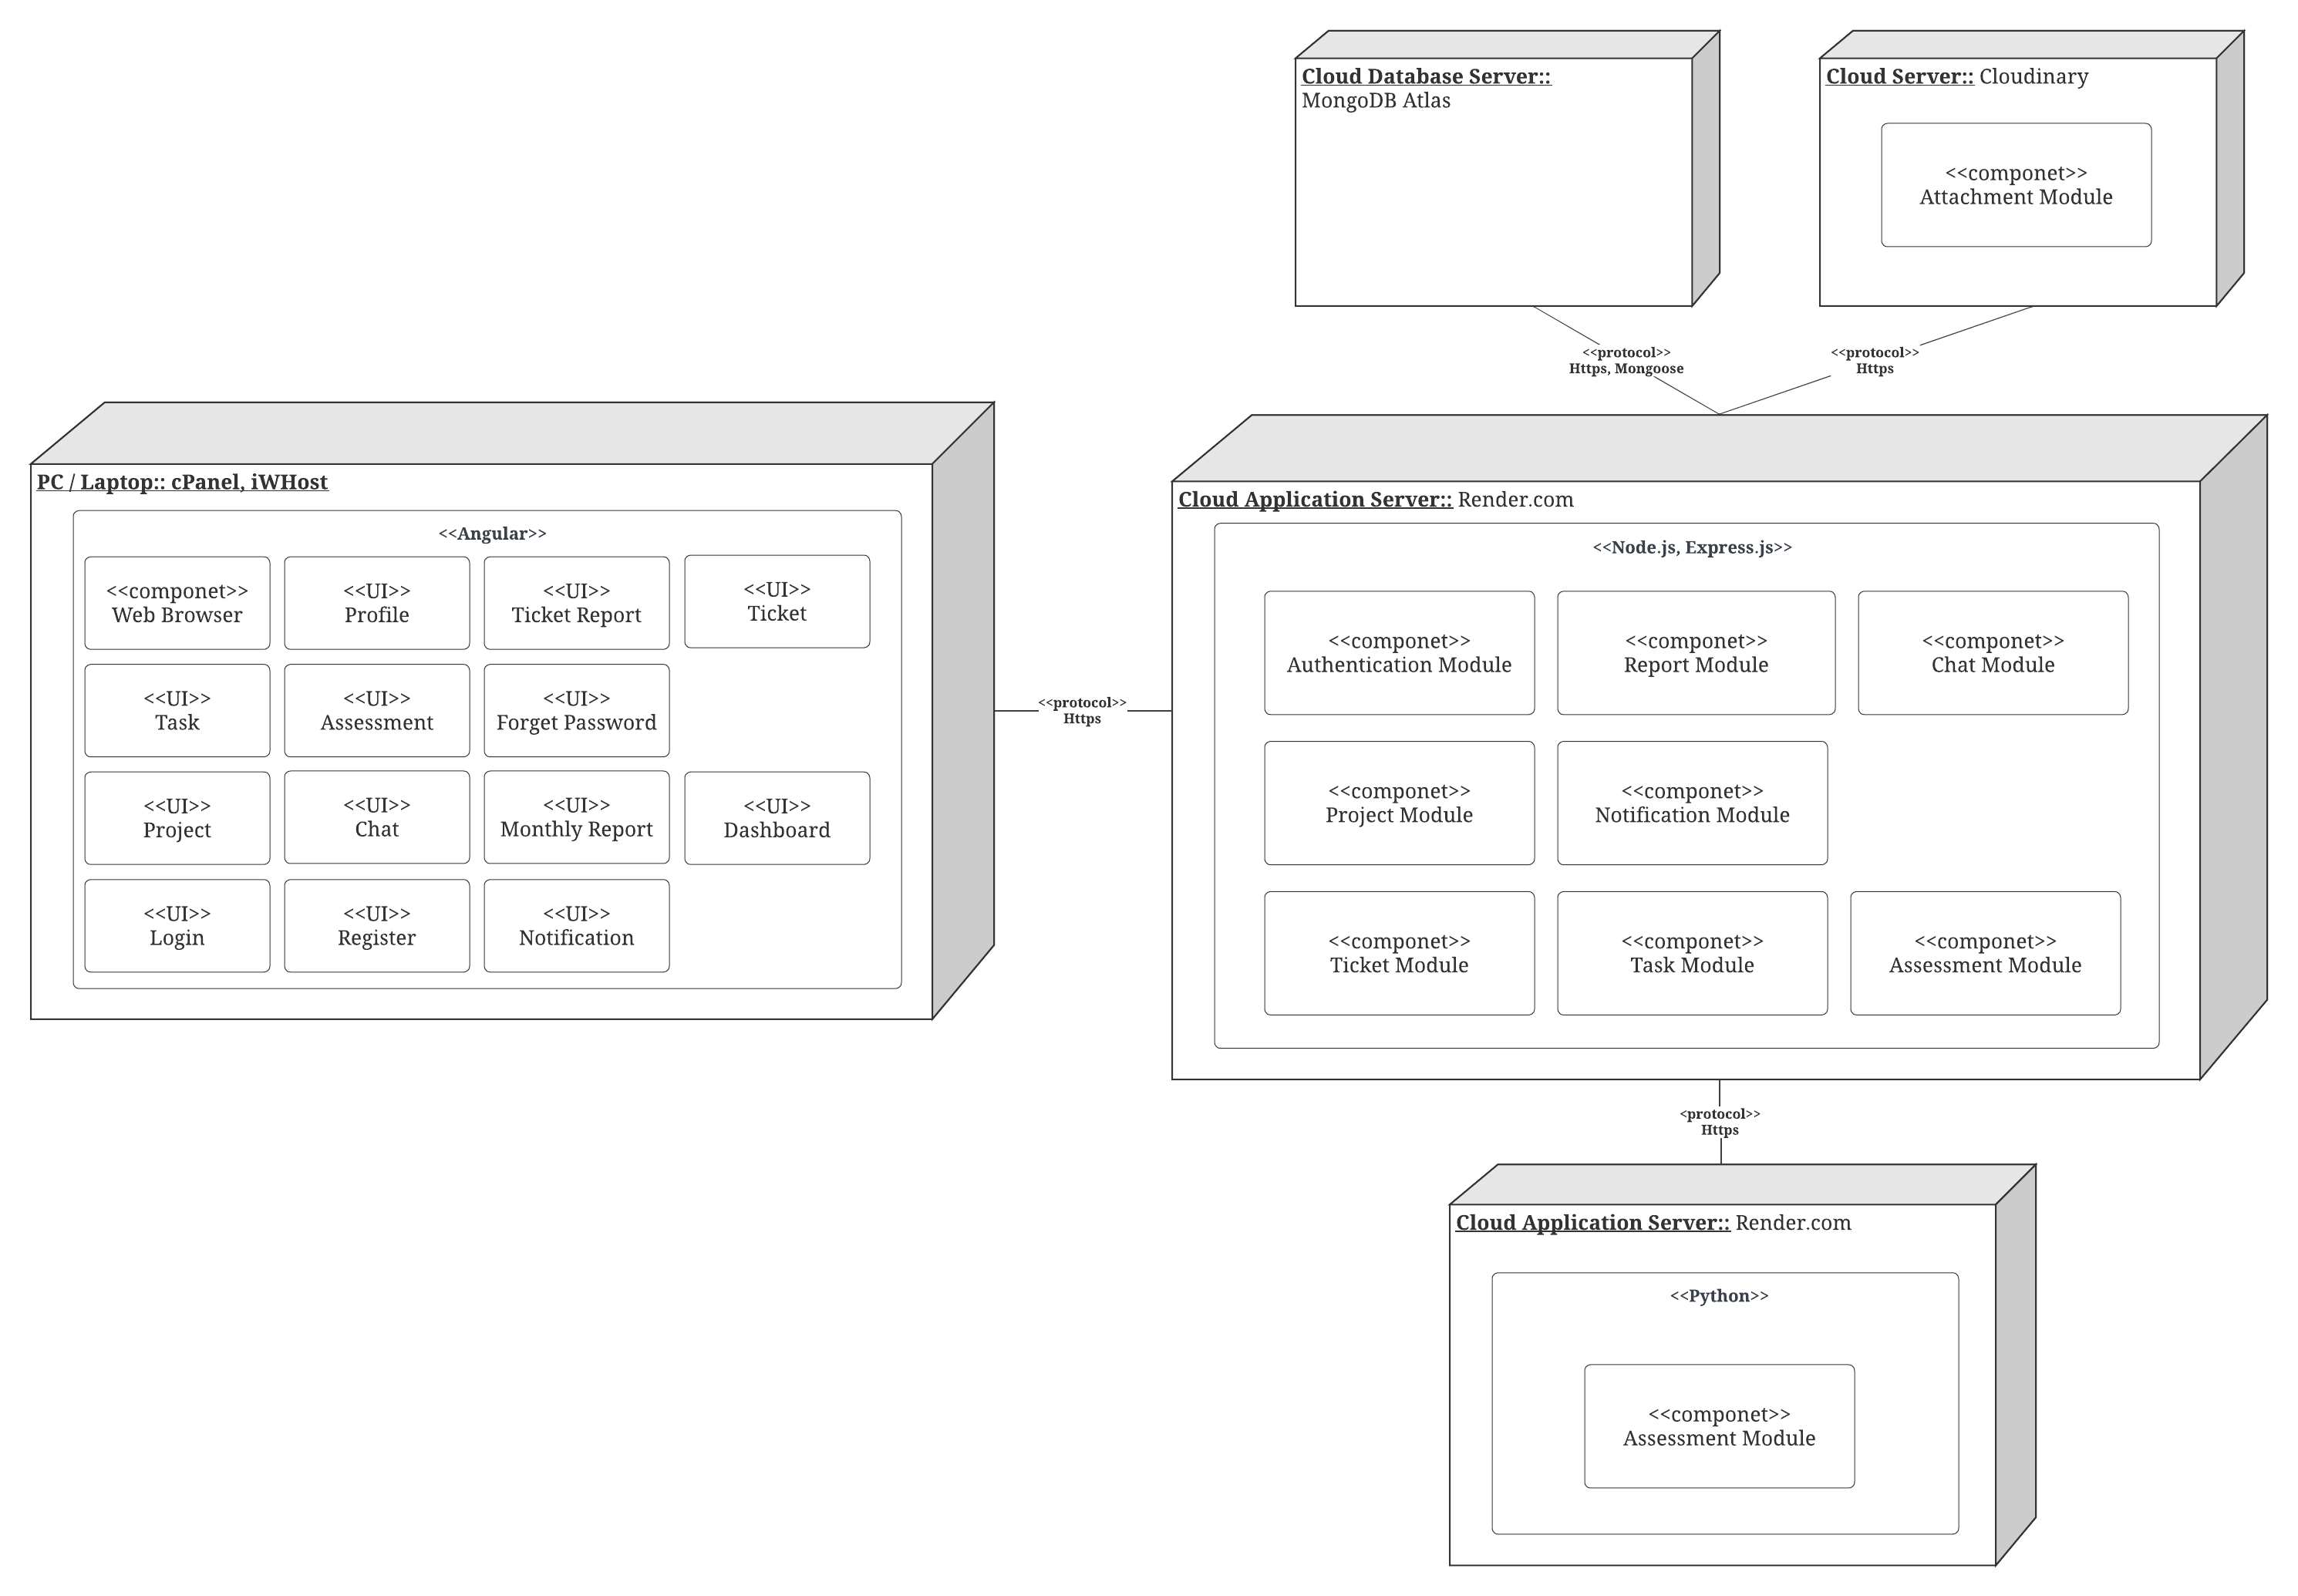 Cloud Database Server::
MongoDB Atlas
Cloud Server:: Cloudinary
<<componet>>
Attachment Module
<<protocol>>
Https, Mongoose
<<protocol>>
Https
PC / Laptop:: cPanel, iWHost
<<Angular>>
<<componet>>
Web Browser
<<UI>>
Profile
<<UI>>
Ticket Report
<<UI>>
Ticket
<<UI>>
Task
<<UI>>
Assessment
<<UI>>
Forget Password
<<UI>>
Project
<<UI>>
Chat
<<UI>>
Monthly Report
<<UI>>
Dashboard
<<UI>>
Login
<<UI>>
Register
<<UI>>
Notification
<<protocol>>
Https
Cloud Application Server:: Render.com
<<Node.js, Express.js>>
<<componet>>
Authentication Module
<<componet>>
Report Module
<<componet>>
Chat Module
<<componet>>
Project Module
<<componet>>
Notification Module
<<componet>>
Ticket Module
<<componet>>
Task Module
<<componet>>
Assessment Module
<protocol>>
Https
Cloud Application Server:: Render.com
<<Python>>
<<componet>>
Assessment Module